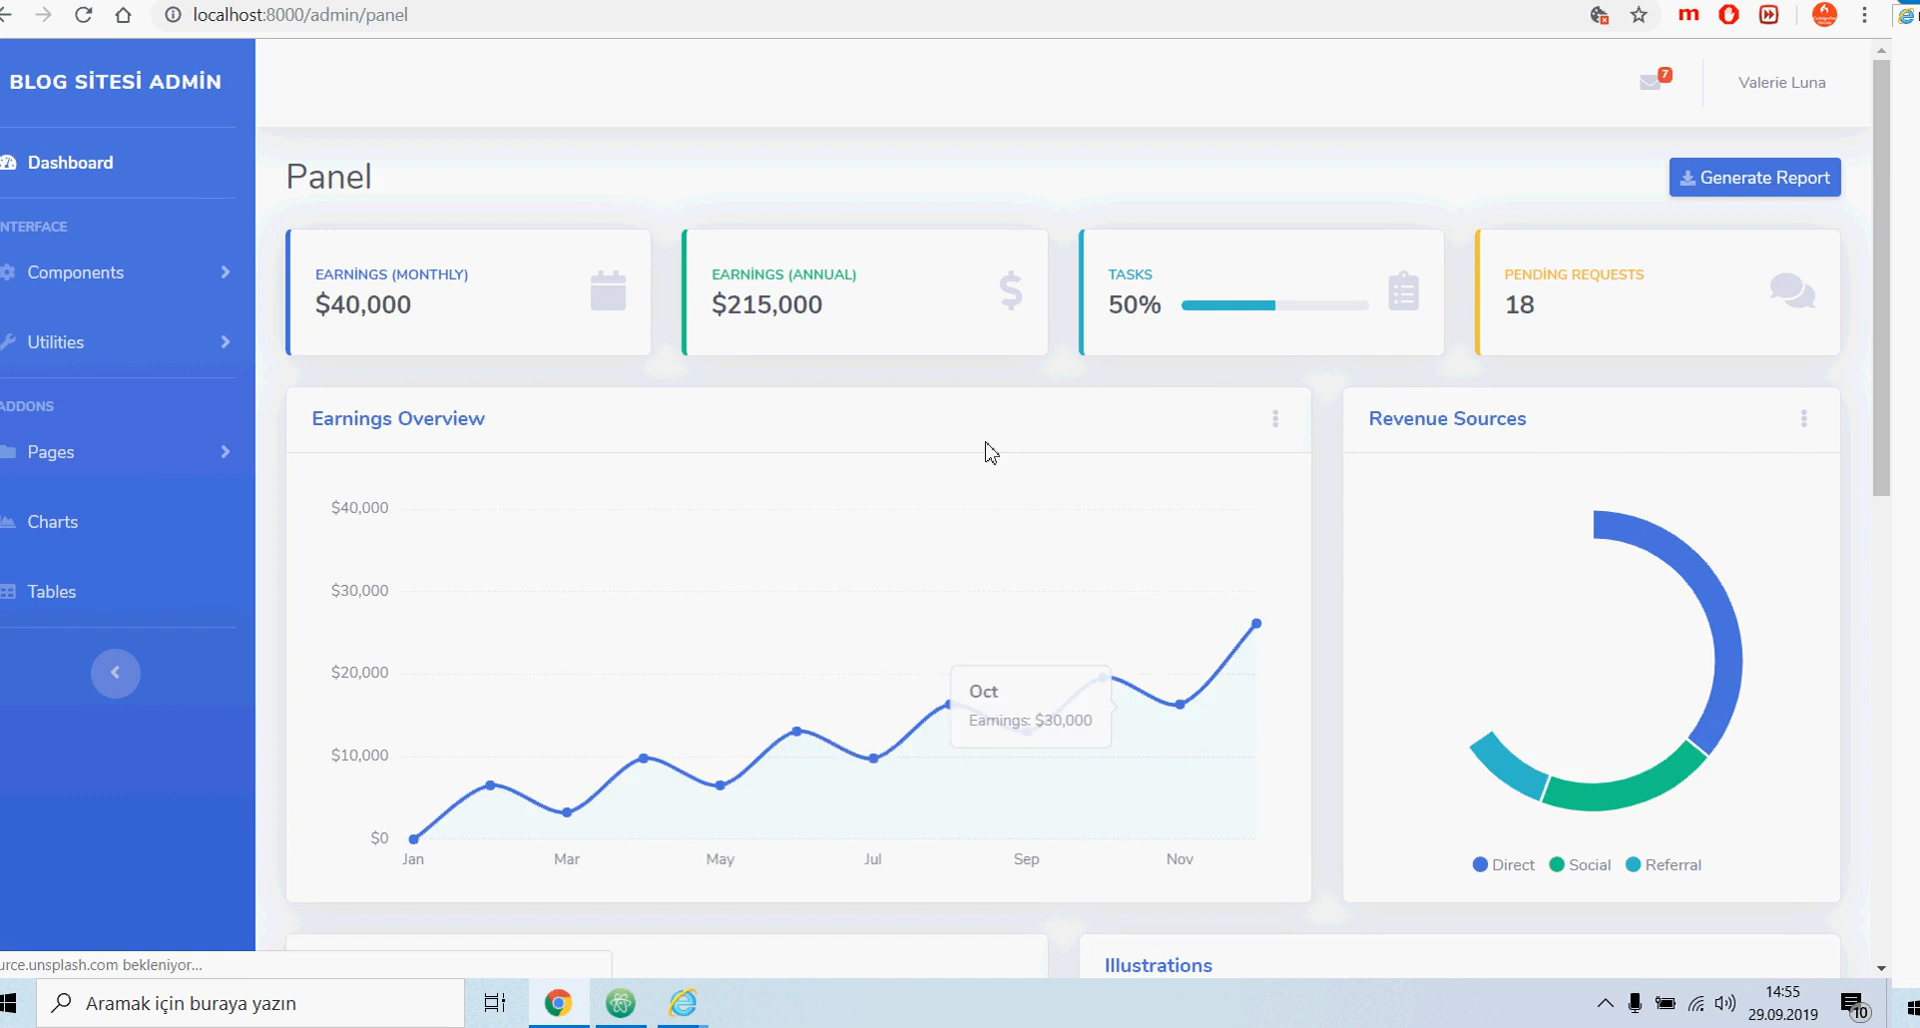 localhost:8000/admin/panel
BLOG SİTESİ ADMİN
7
Valerie Luna
Dashboard
Panel
Generate Report
NTERFACE
Components
Utilities
ADDONS
Pages
Charts
Tables
EARNİNGS (MONTHLY)
$40,000
EARNİNGS (ANNUAL)
$215,000
TASKS
50%
PENDİNG REQUESTS
18
Earnings Overview
$40,000
$30,000
$20,000
$10,000
$0
Oct
Earnings: $30,000
Jan Mar May Jul Sep Nov
Revenue Sources
Direct Social Referral
Illustrations
urce.unsplash.com bekleniyor...
Aramak için buraya yazın
14:55
29.09.2019
10